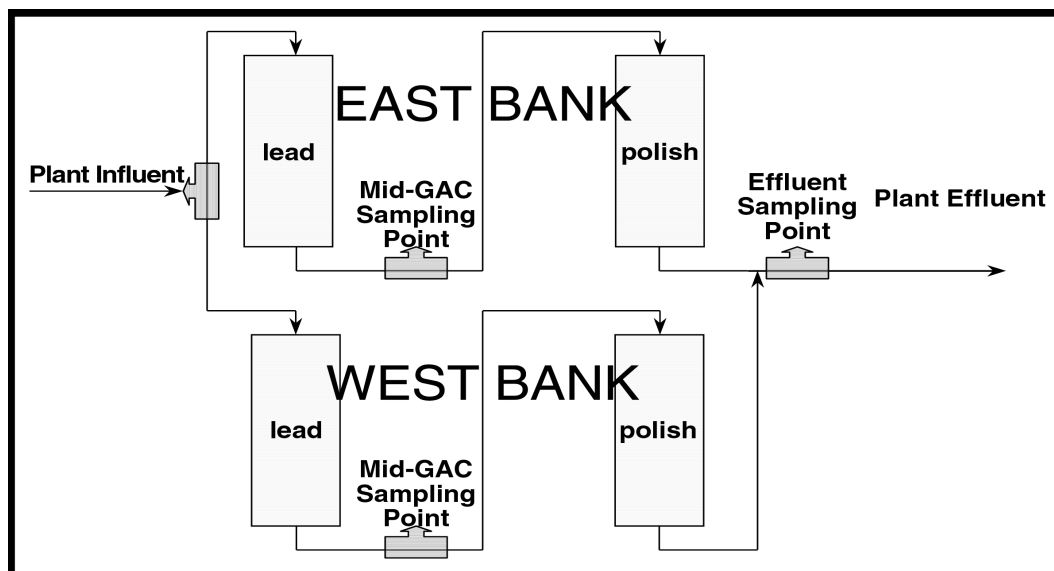 EAST BANK
lead
polish
Plant Influent
Mid-GAC
Sampling
Point
Effluent
Sampling
Point
Plant Effluent
WEST BANK
lead
polish
Mid-GAC
Sampling
Point